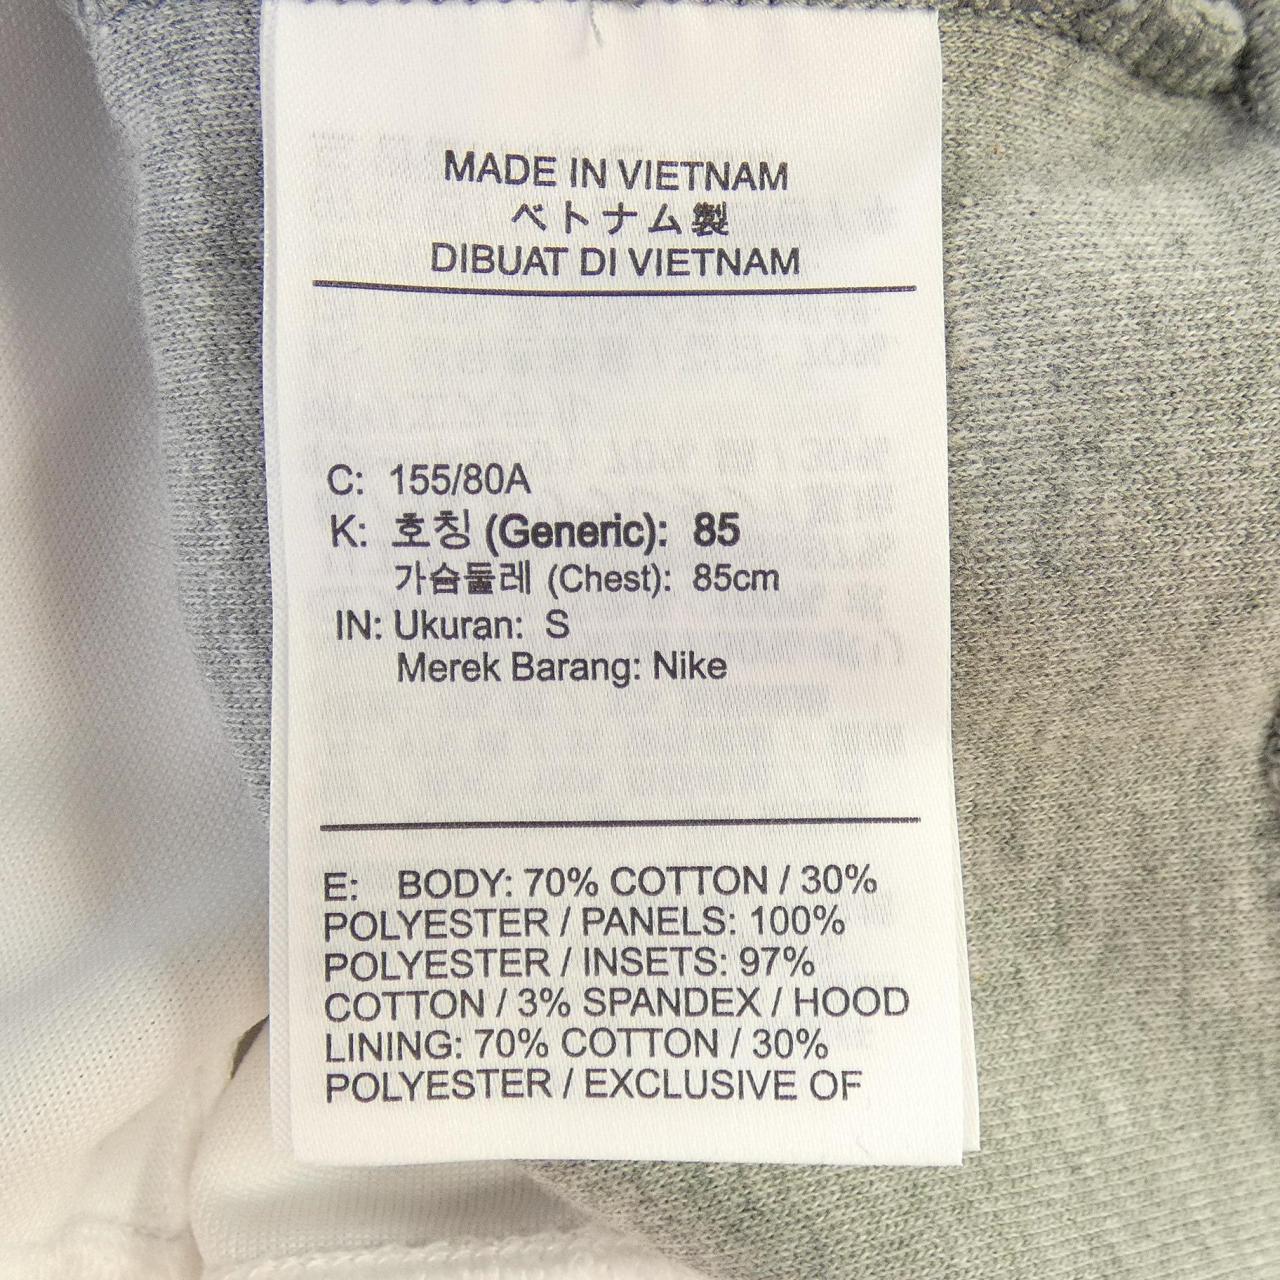 MADE IN VIETNAM
ベトナム製
DIBUAT DI VIETNAM
C: 155/80A
K: 호칭 (Generic): 85
가슴둘레 (Chest): 85cm
IN: Ukuran: S
Merek Barang: Nike
E: BODY: 70% COTTON / 30%
POLYESTER / PANELS: 100%
POLYESTER / INSETS: 97%
COTTON / 3% SPANDEX / HOOD
LINING: 70% COTTON / 30%
POLYESTER / EXCLUSIVE OF